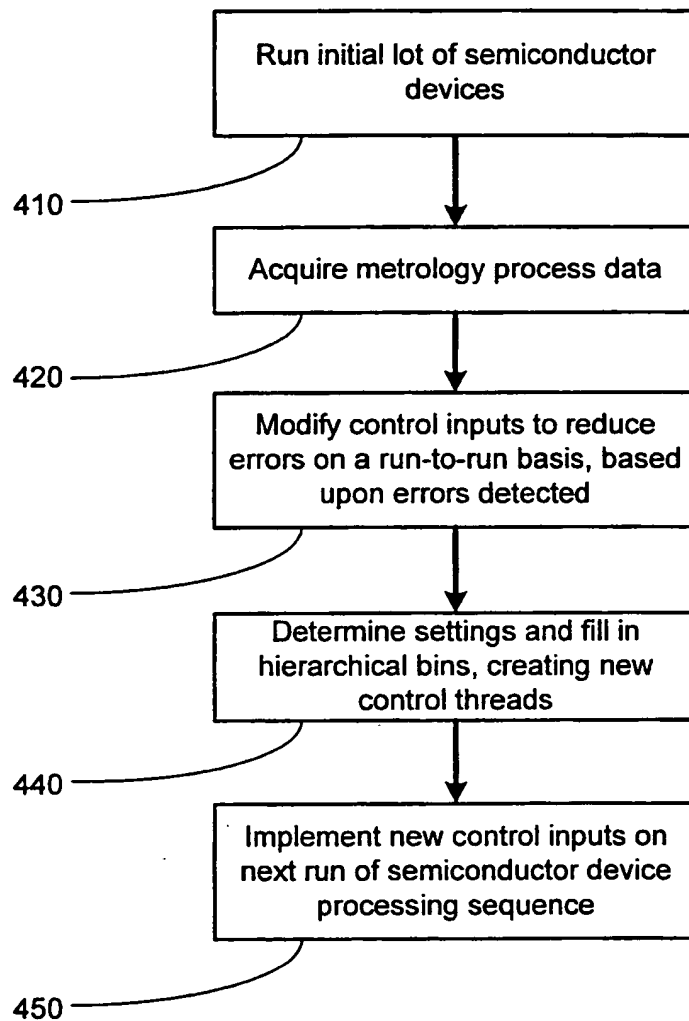 Run initial lot of semiconductor
devices
410
Acquire metrology process data
420
Modify control inputs to reduce
errors on a run-to-run basis, based
upon errors detected
430
Determine settings and fill in
hierarchical bins, creating new
control threads
440
Implement new control inputs on
next run of semiconductor device
processing sequence
450